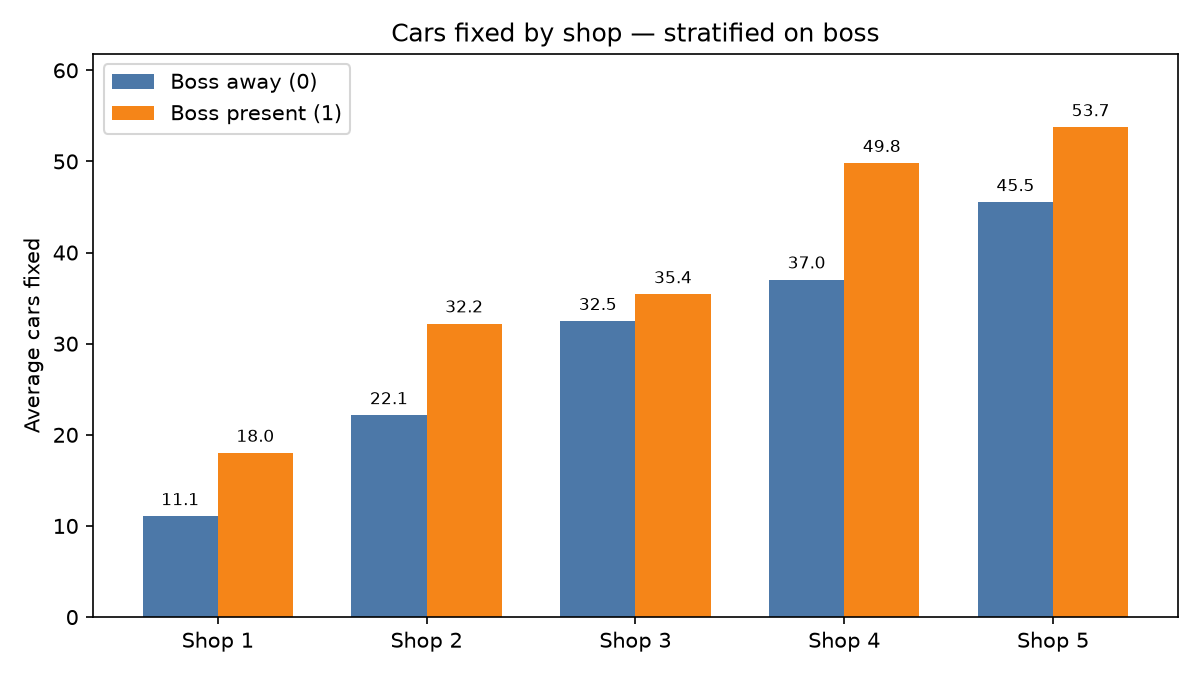 Cars fixed by shop — stratified on boss
Boss away (0)
Boss present (1)
Average cars fixed
60
50
40
30
20
10
0
11.1
18.0
22.1
32.2
32.5
35.4
37.0
49.8
45.5
53.7
Shop 1
Shop 2
Shop 3
Shop 4
Shop 5